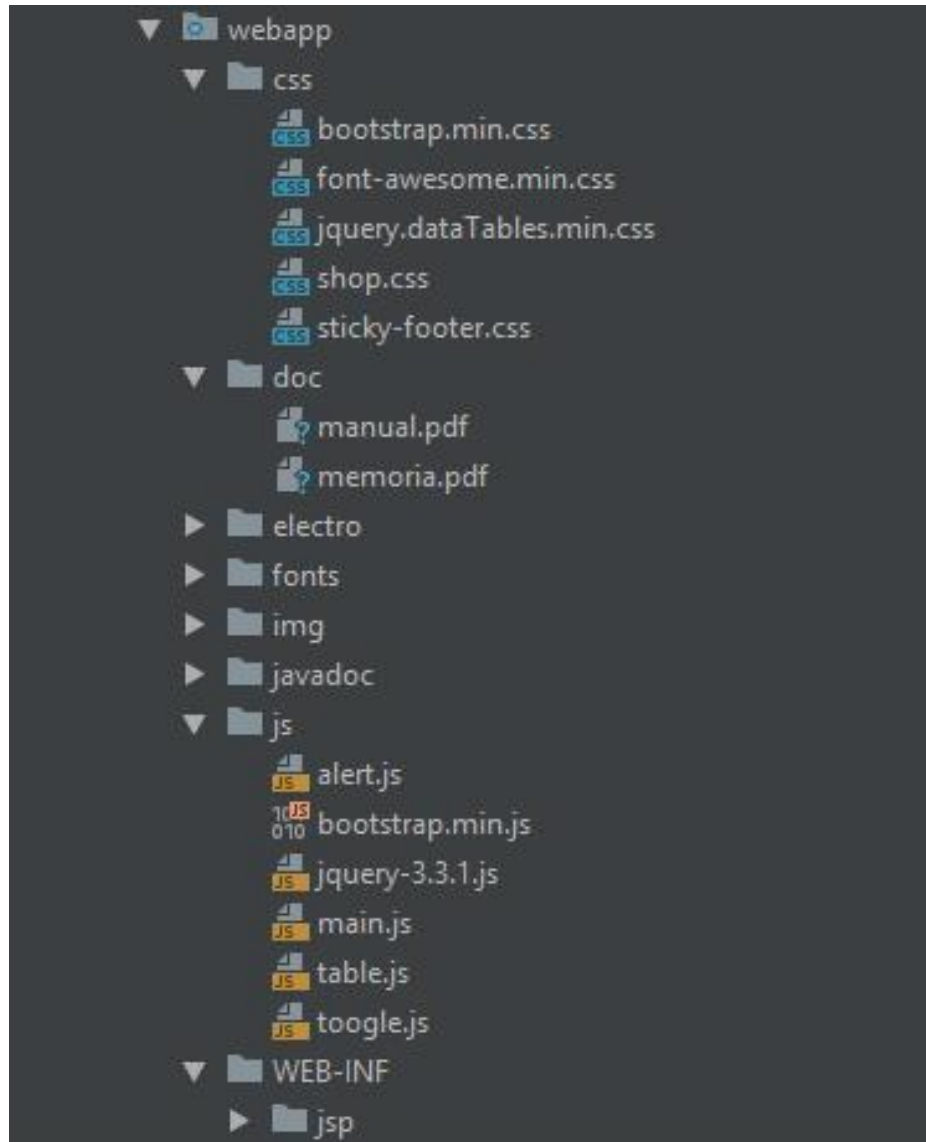 webapp
css
bootstrap.min.css
font-awesome.min.css
jquery.dataTables.min.css
shop.css
sticky-footer.css
doc
manual.pdf
memoria.pdf
electro
fonts
img
javadoc
js
alert.js
bootstrap.min.js
jquery-3.3.1.js
main.js
table.js
toogle.js
WEB-INF
jsp